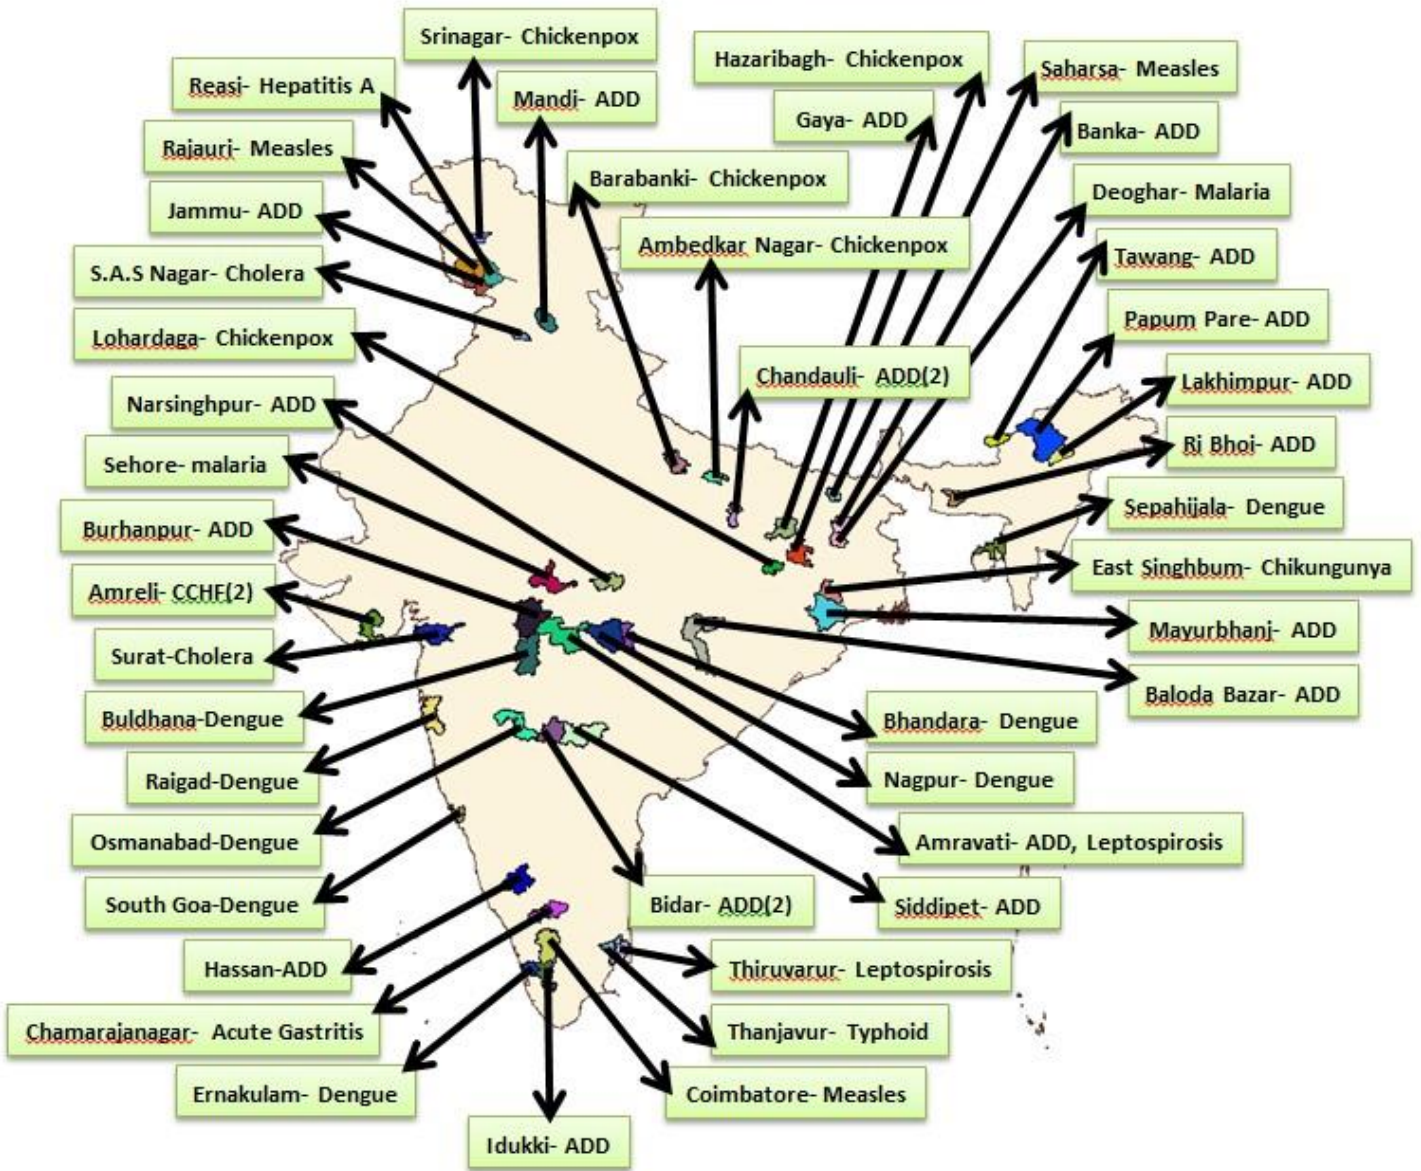 Srinagar- Chickenpox
Hazaribagh- Chickenpox
Saharsa- Measles
Reasi- Hepatitis A
Mandi- ADD
Gaya- ADD
Banka- ADD
Rajauri- Measles
Barabanki- Chickenpox
Deoghar- Malaria
Jammu- ADD
Ambedkar Nagar- Chickenpox
Tawang- ADD
S.A.S Nagar- Cholera
Papum Pare- ADD
Lohardaga- Chickenpox
Chandauli- ADD(2)
Lakhimpur- ADD
Narsinghpur- ADD
Ri Bhoi- ADD
Sehore- malaria
Sepahijala- Dengue
Burhanpur- ADD
East Singhbum- Chikungunya
Amreli- CCHF(2)
Mayurbhanj- ADD
Surat-Cholera
Baloda Bazar- ADD
Buldhana-Dengue
Bhandara- Dengue
Raigad-Dengue
Nagpur- Dengue
Osmanabad-Dengue
Amravati- ADD, Leptospirosis
South Goa-Dengue
Bidar- ADD(2)
Siddipet- ADD
Hassan-ADD
Thiruvarur- Leptospirosis
Chamarajanagar- Acute Gastritis
Thanjavur- Typhoid
Ernakulam- Dengue
Coimbatore- Measles
Idukki- ADD